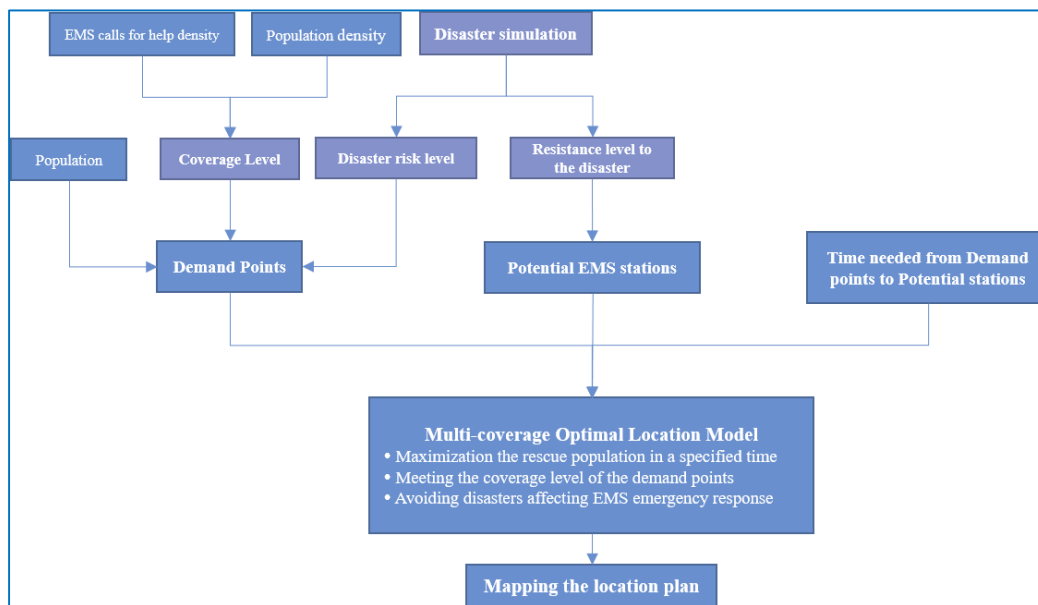 EMS calls for help density
Population density
Disaster simulation
Population
Coverage Level
Disaster risk level
Resistance level to
the disaster
Demand Points
Potential EMS stations
Time needed from Demand
points to Potential stations
Multi-coverage Optimal Location Model
• Maximization the rescue population in a specified time
• Meeting the coverage level of the demand points
• Avoiding disasters affecting EMS emergency response
Mapping the location plan